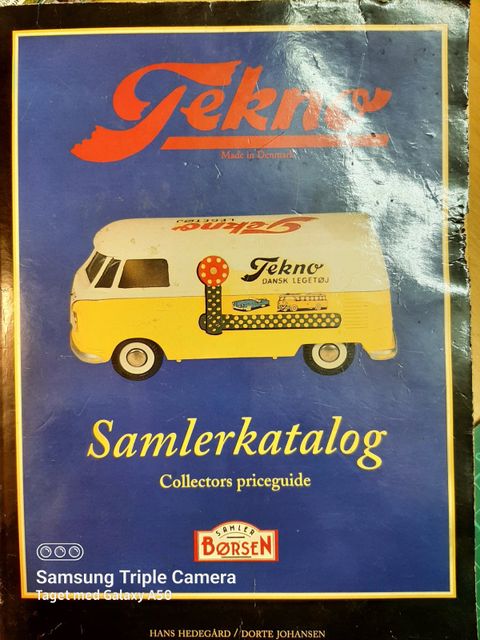 Tekno
Made in Denmark
Tekno
LEGETØJ
Tekno
DANSK LEGETØJ
Samlerkatalog
Collectors priceguide
SAMLER
BØRSEN
Samsung Triple Camera
Taget med Galaxy A50
HANS HEDEGÅRD / DORTE JOHANSEN